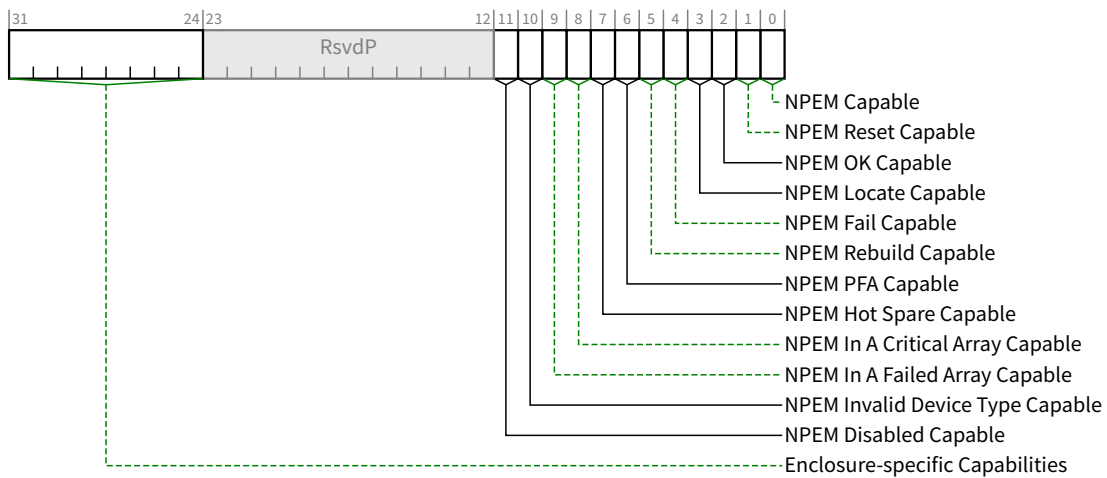 31 24 23 12 11 10 9 8 7 6 5 4 3 2 1 0
RsvdP
NPEM Capable
NPEM Reset Capable
NPEM OK Capable
NPEM Locate Capable
NPEM Fail Capable
NPEM Rebuild Capable
NPEM PFA Capable
NPEM Hot Spare Capable
NPEM In A Critical Array Capable
NPEM In A Failed Array Capable
NPEM Invalid Device Type Capable
NPEM Disabled Capable
Enclosure-specific Capabilities